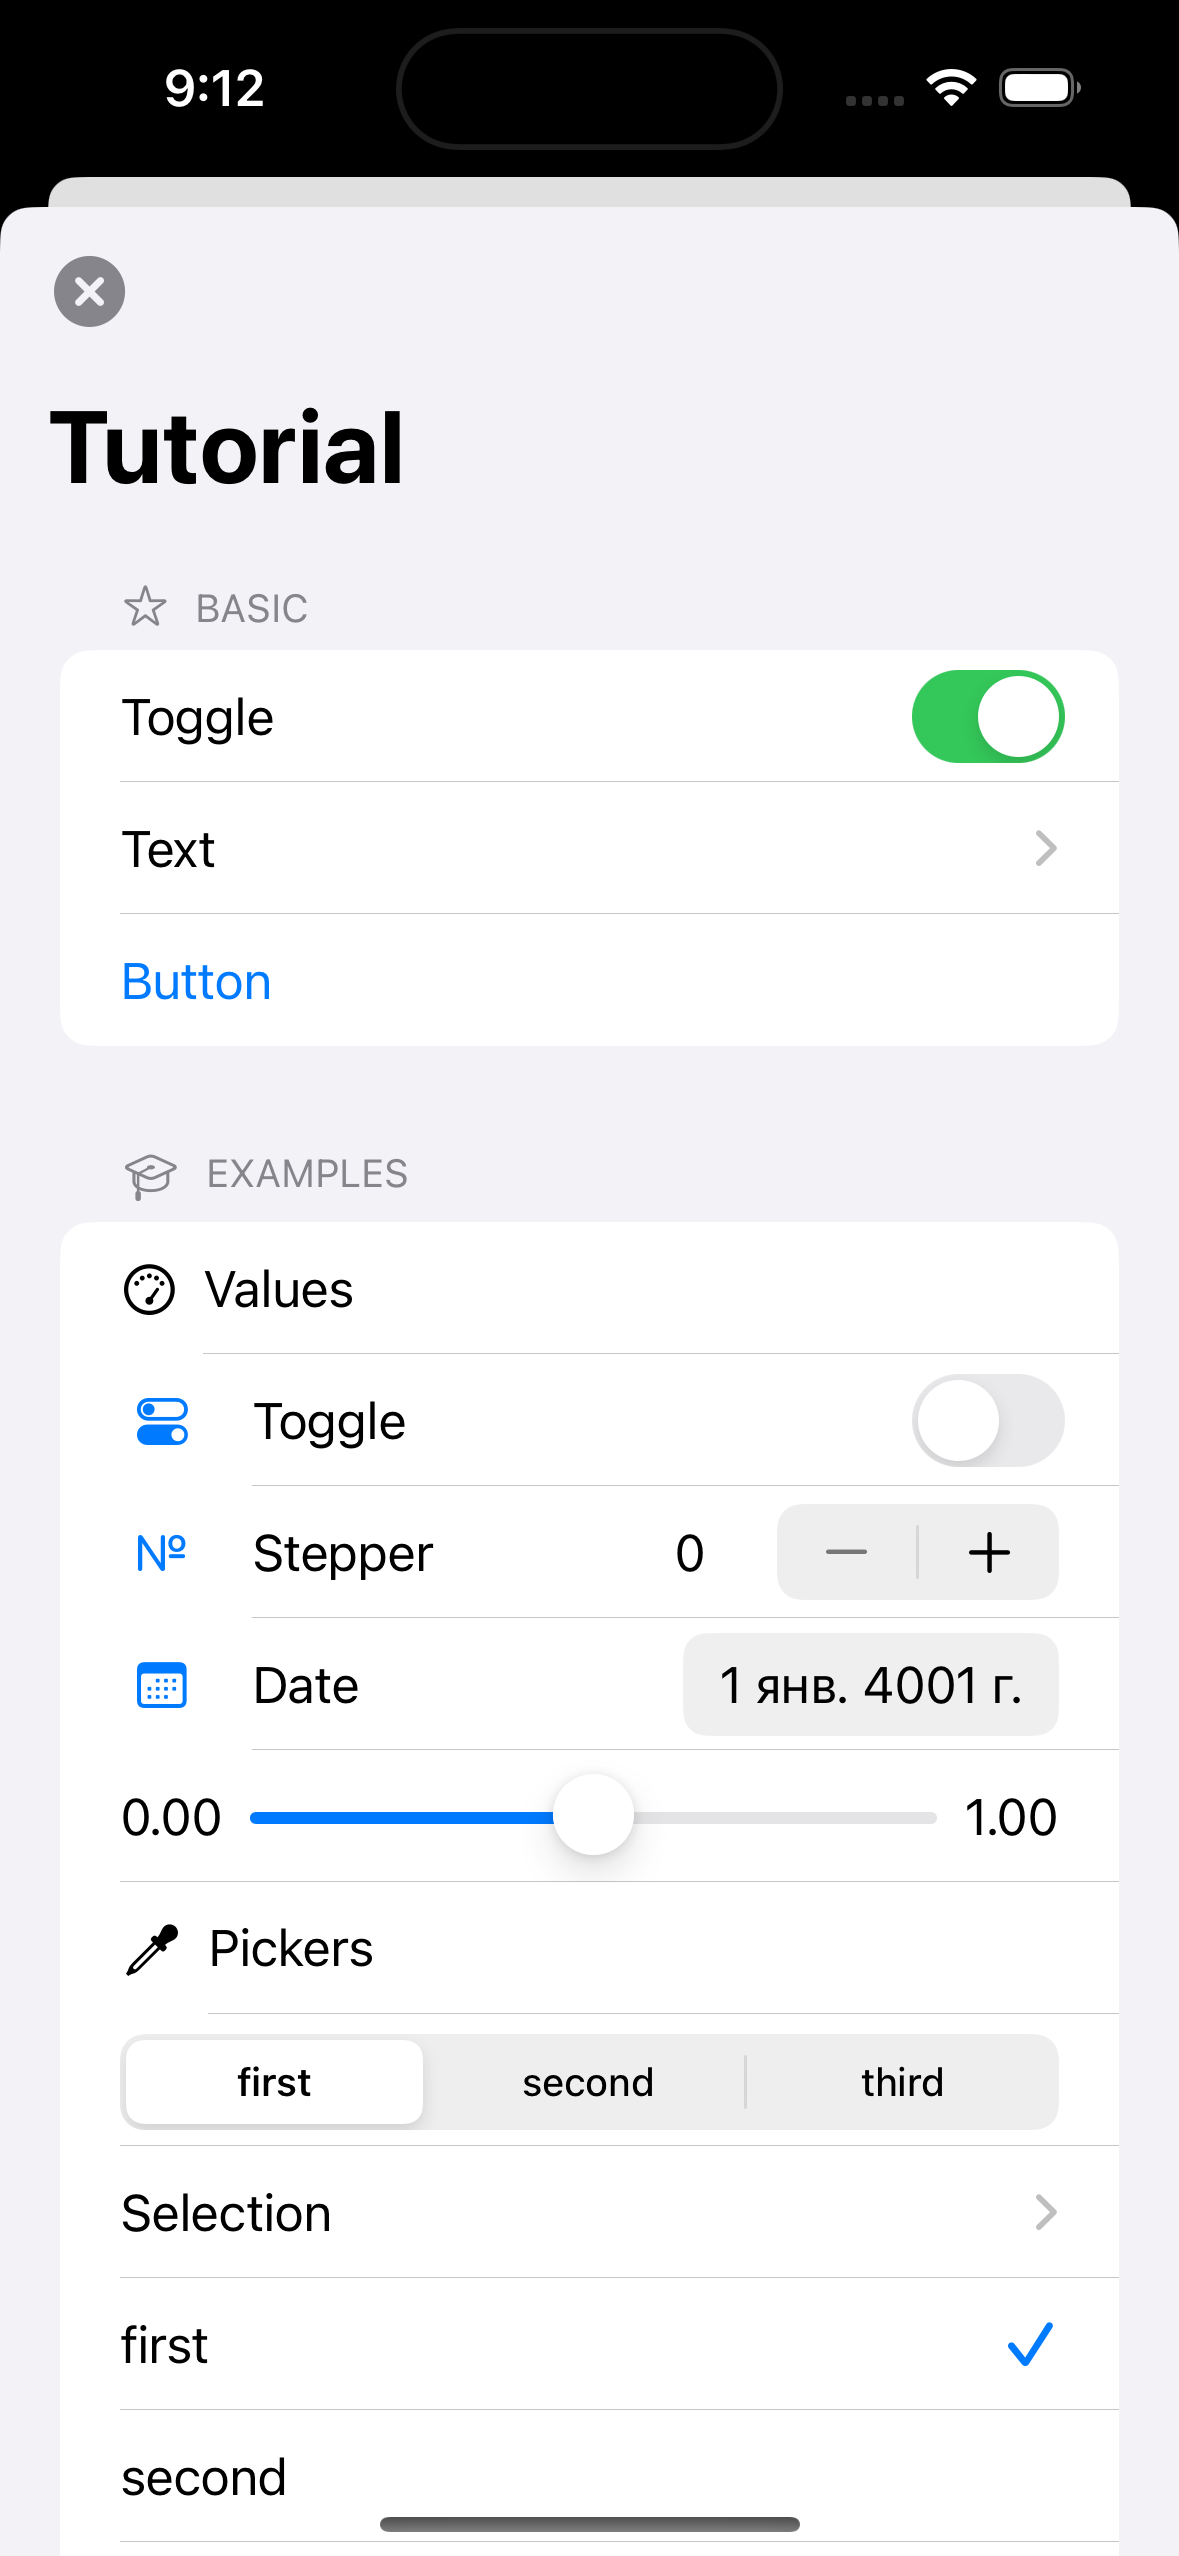 9:12
Tutorial
BASIC
Toggle
Text
Button
EXAMPLES
Values
Toggle
Nº Stepper 0
Date 1 янв. 4001 г.
0.00 1.00
Pickers
first second third
Selection
first
second